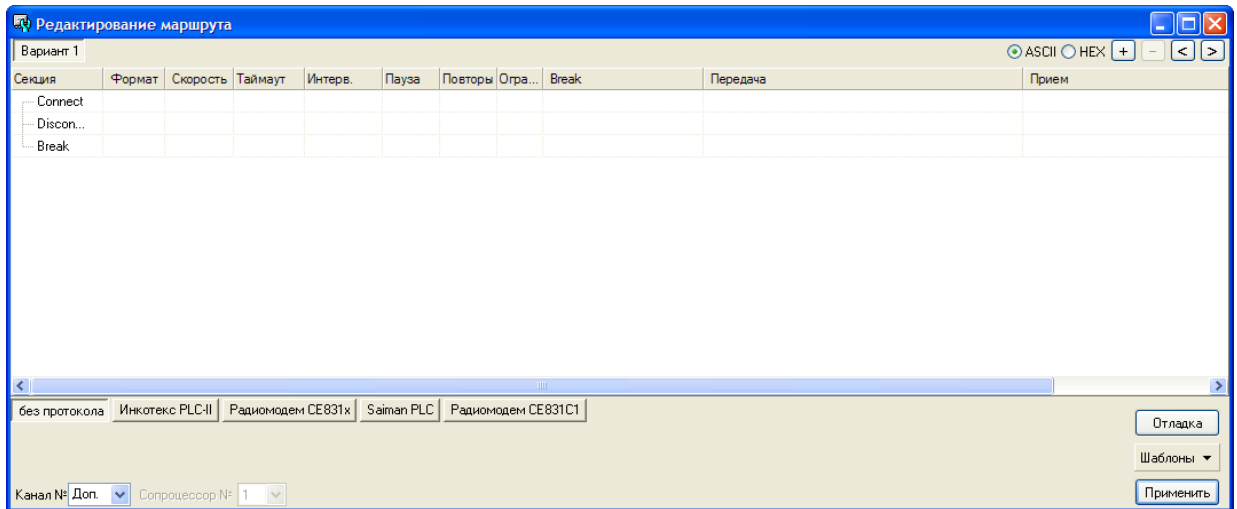 Редактирование маршрута
Вариант 1 ASCII HEX + - < >
Секция Формат Скорость Таймаут Интерв. Пауза Повторы Огра... Break Передача Прием
Connect
Discon...
Break
без протокола Инкотекс PLC-II Радиомодем CE831x Saiman PLC Радиомодем CE831C1
Отладка
Шаблоны
Канал № Доп. Сопроцессор № 1 Применить